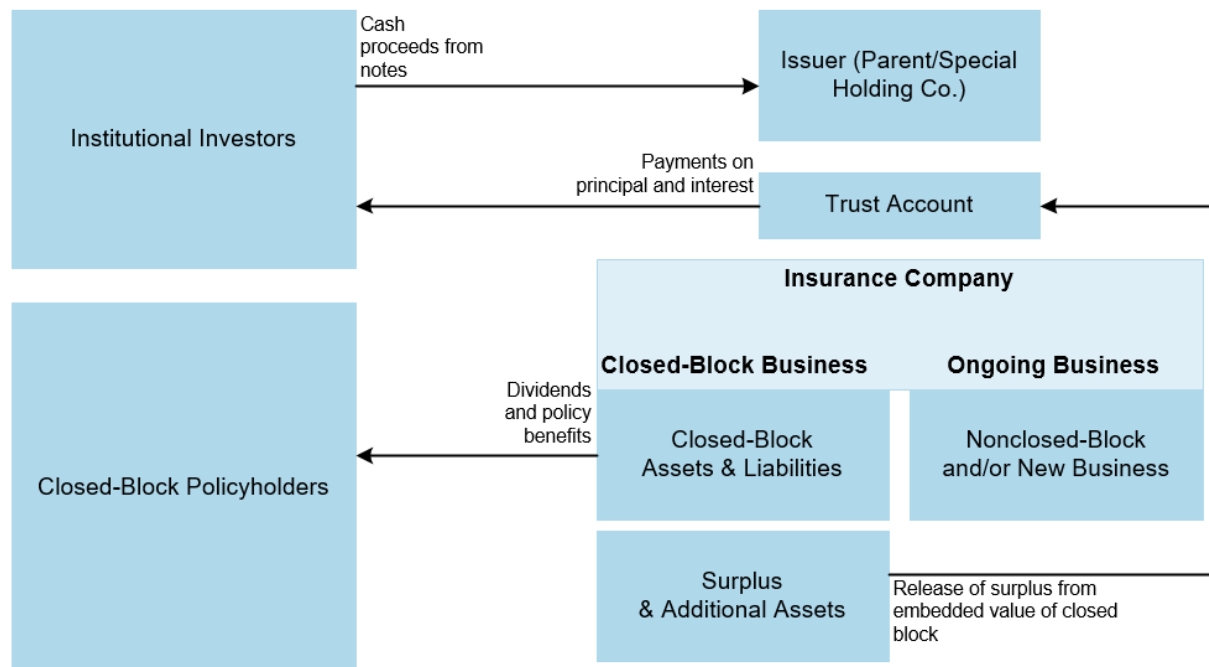 Cash
proceeds from
notes
Issuer (Parent/Special
Holding Co.)
Institutional Investors
Payments on
principal and interest
Trust Account
Insurance Company
Closed-Block Business
Ongoing Business
Dividends
and policy
benefits
Closed-Block
Assets & Liabilities
Nonclosed-Block
and/or New Business
Closed-Block Policyholders
Surplus
& Additional Assets
Release of surplus from
embedded value of closed
block